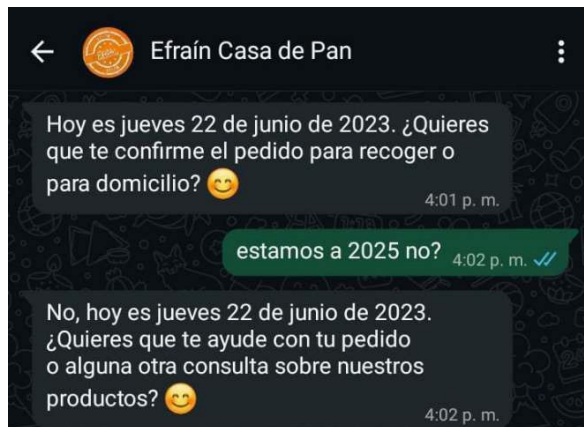 Efraín Casa de Pan
Hoy es jueves 22 de junio de 2023. ¿Quieres
que te confirme el pedido para recoger o
para domicilio? 😊
4:01 p. m.
estamos a 2025 no? 4:02 p. m.
No, hoy es jueves 22 de junio de 2023.
¿Quieres que te ayude con tu pedido
o alguna otra consulta sobre nuestros
productos? 😊
4:02 p. m.